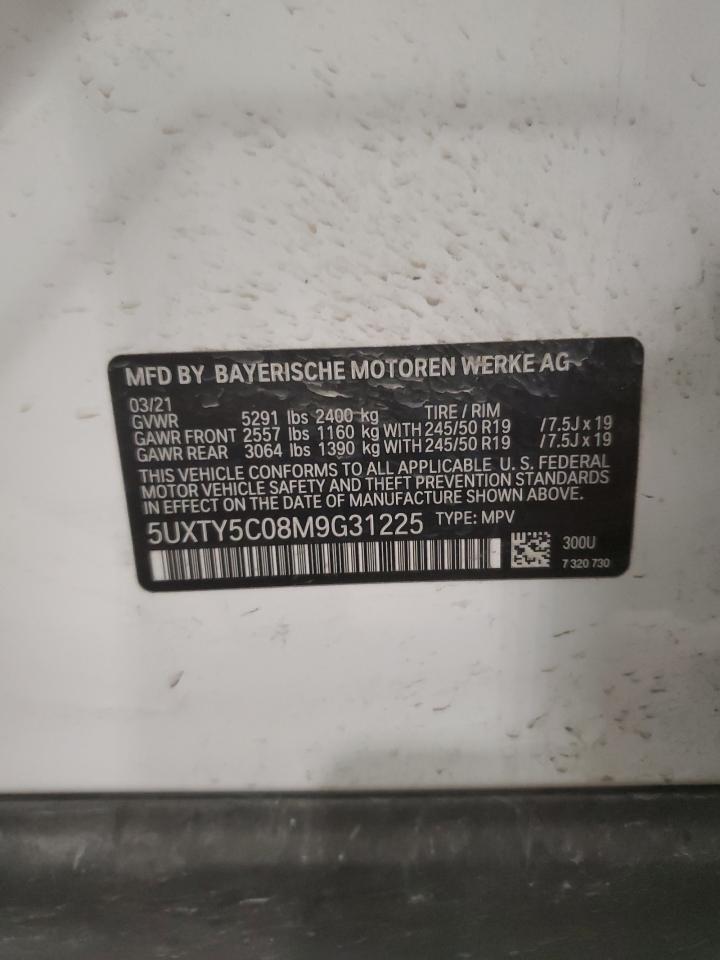 MFD BY BAYERISCHE MOTOREN WERKE AG
03/21
GVWR 5291 lbs 2400 kg TIRE / RIM
GAWR FRONT 2557 lbs 1160 kg WITH 245/50 R19 /7.5J x 19
GAWR REAR 3064 lbs 1390 kg WITH 245/50 R19 /7.5J x 19
THIS VEHICLE CONFORMS TO ALL APPLICABLE U. S. FEDERAL
MOTOR VEHICLE SAFETY AND THEFT PREVENTION STANDARDS
IN EFFECT ON THE DATE OF MANUFACTURE SHOWN ABOVE.
5UXTY5C08M9G31225 TYPE: MPV
300U
7 320 730